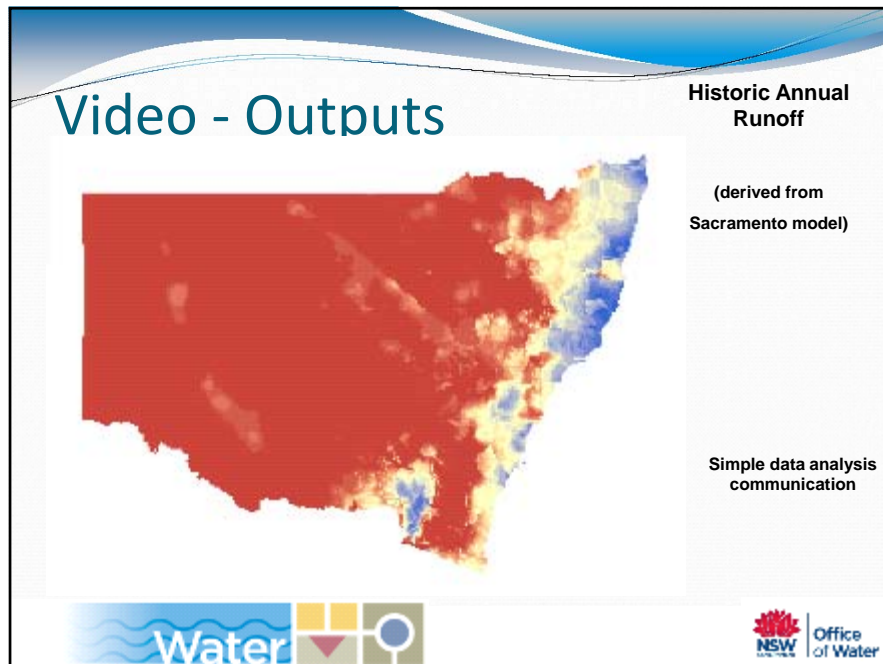 Video - Outputs
Historic Annual
Runoff
(derived from
Sacramento model)
Simple data analysis
communication
Water
NSW
Office
of Water